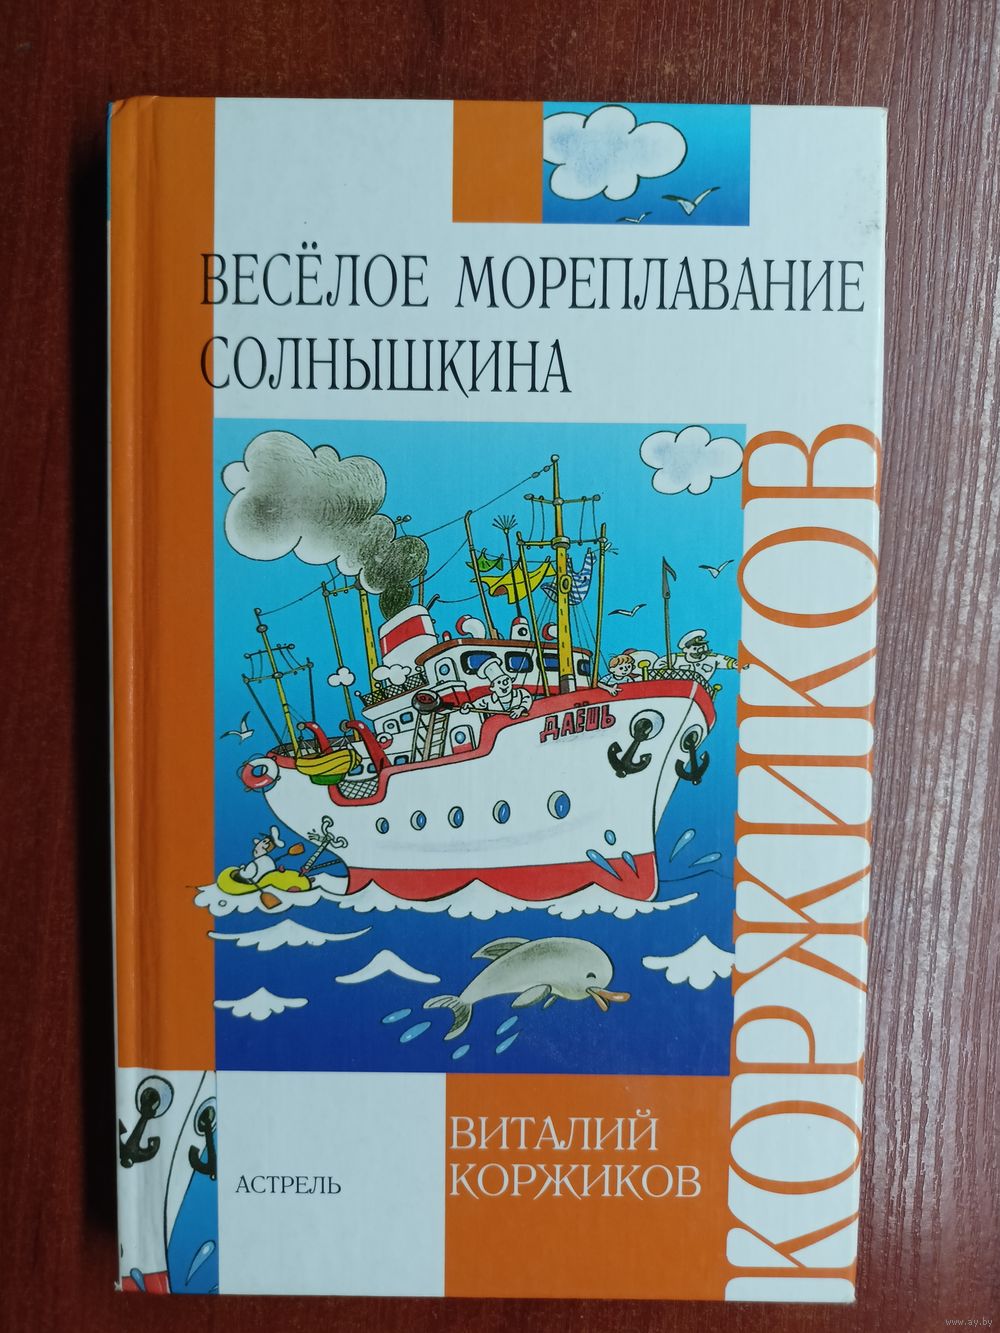 ВЕСЁЛОЕ МОРЕПЛАВАНИЕ
СОЛНЫШКИНА
ДАЁШЬ
КОРЖИКОВ
ВИТАЛИЙ
КОРЖИКОВ
АСТРЕЛЬ
www.ay.by